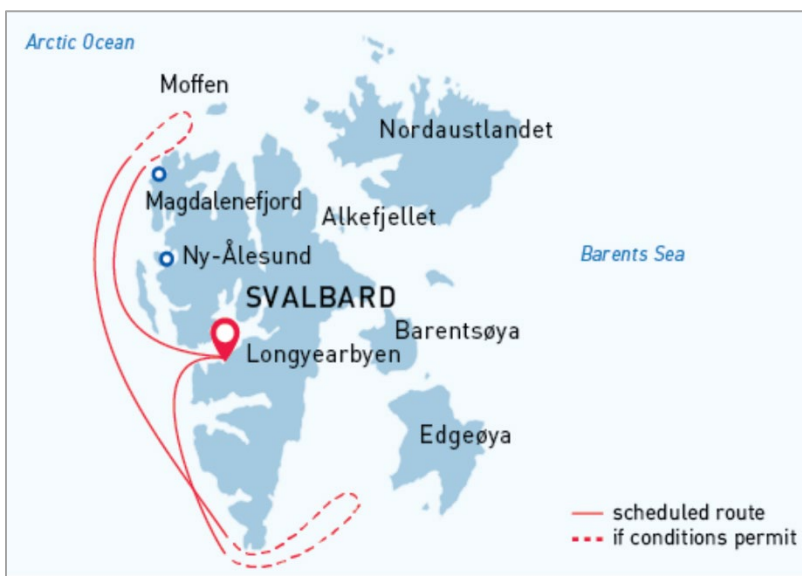 Arctic Ocean
Moffen
Nordaustlandet
Magdalenefjord
Alkefjellet
Ny-Ålesund
Barents Sea
SVALBARD
Barentsøya
Longyearbyen
Edgeøya
scheduled route
if conditions permit